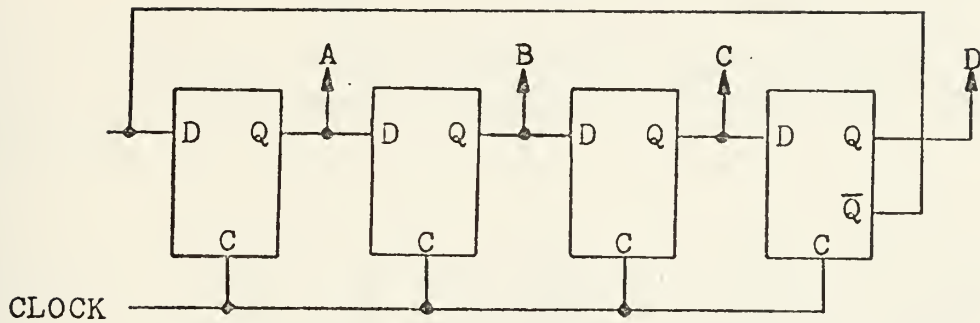 A B C D
D Q D Q D Q D Q
Q̅
C C C C
CLOCK